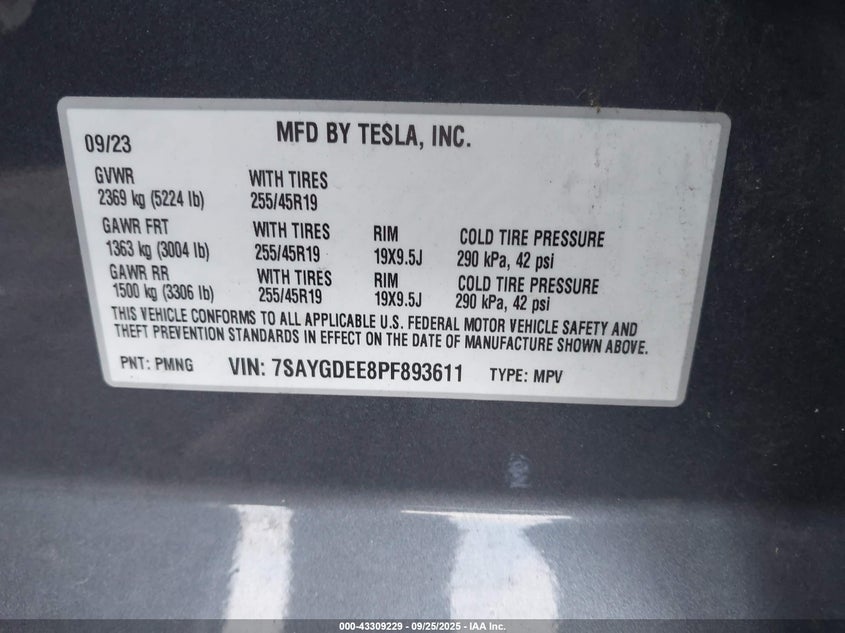 09/23 MFD BY TESLA, INC.
GVWR WITH TIRES
2369 kg (5224 lb) 255/45R19
GAWR FRT WITH TIRES RIM COLD TIRE PRESSURE
1363 kg (3004 lb) 255/45R19 19X9.5J 290 kPa, 42 psi
GAWR RR WITH TIRES RIM COLD TIRE PRESSURE
1500 kg (3306 lb) 255/45R19 19X9.5J 290 kPa, 42 psi
THIS VEHICLE CONFORMS TO ALL APPLICABLE U.S. FEDERAL MOTOR VEHICLE SAFETY AND
THEFT PREVENTION STANDARDS IN EFFECT ON THE DATE OF MANUFACTURE SHOWN ABOVE.
PNT: PMNG VIN: 7SAYGDEE8PF893611 TYPE: MPV
000-43309229 - 09/25/2025 - IAA Inc.